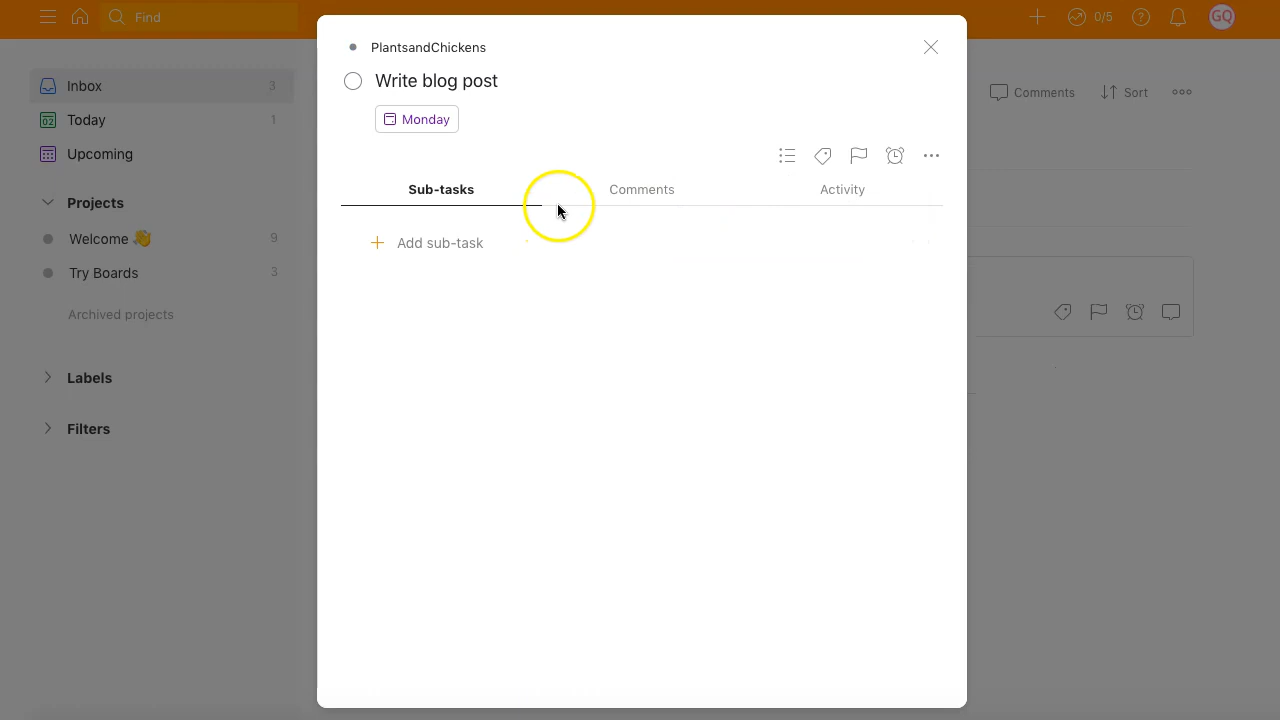 Find
0/5
GQ
Inbox 3
02 Today 1
Upcoming
Projects
Welcome 👋 9
Try Boards 3
Archived projects
Labels
Filters
PlantsandChickens
Write blog post
Monday
Sub-tasks Comments Activity
+ Add sub-task
Comments Sort